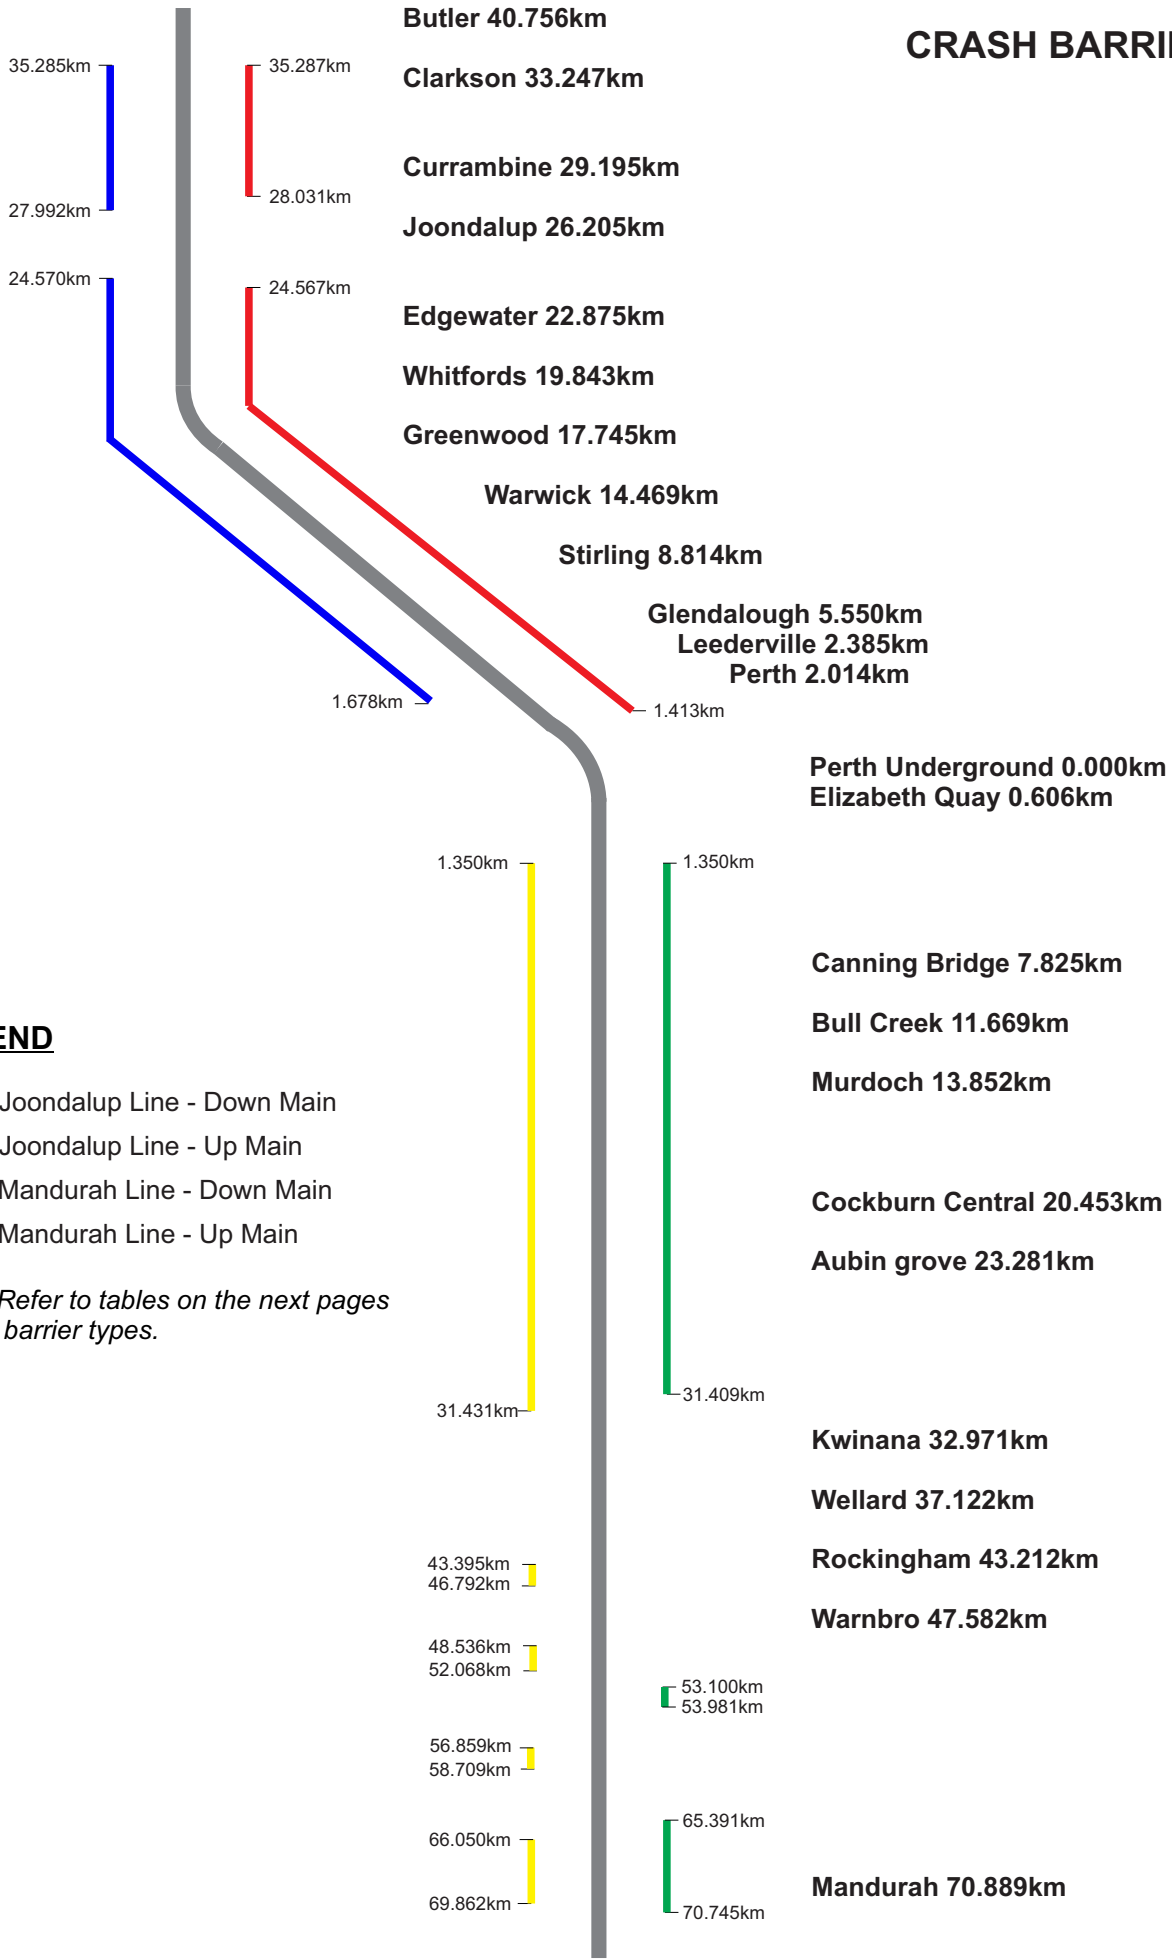 Butler 40.756km
CRASH BARRI
35.285km
35.287km
Clarkson 33.247km
Currambine 29.195km
28.031km
27.992km
Joondalup 26.205km
24.570km
24.567km
Edgewater 22.875km
Whitfords 19.843km
Greenwood 17.745km
Warwick 14.469km
Stirling 8.814km
Glendalough 5.550km
Leederville 2.385km
Perth 2.014km
1.678km
1.413km
Perth Underground 0.000km
Elizabeth Quay 0.606km
1.350km
1.350km
Canning Bridge 7.825km
Bull Creek 11.669km
END
Murdoch 13.852km
Joondalup Line - Down Main
Joondalup Line - Up Main
Mandurah Line - Down Main
Mandurah Line - Up Main
Cockburn Central 20.453km
Aubin grove 23.281km
Refer to tables on the next pages
barrier types.
31.409km
31.431km
Kwinana 32.971km
Wellard 37.122km
Rockingham 43.212km
43.395km
46.792km
Warnbro 47.582km
48.536km
52.068km
53.100km
53.981km
56.859km
58.709km
65.391km
66.050km
Mandurah 70.889km
69.862km
70.745km